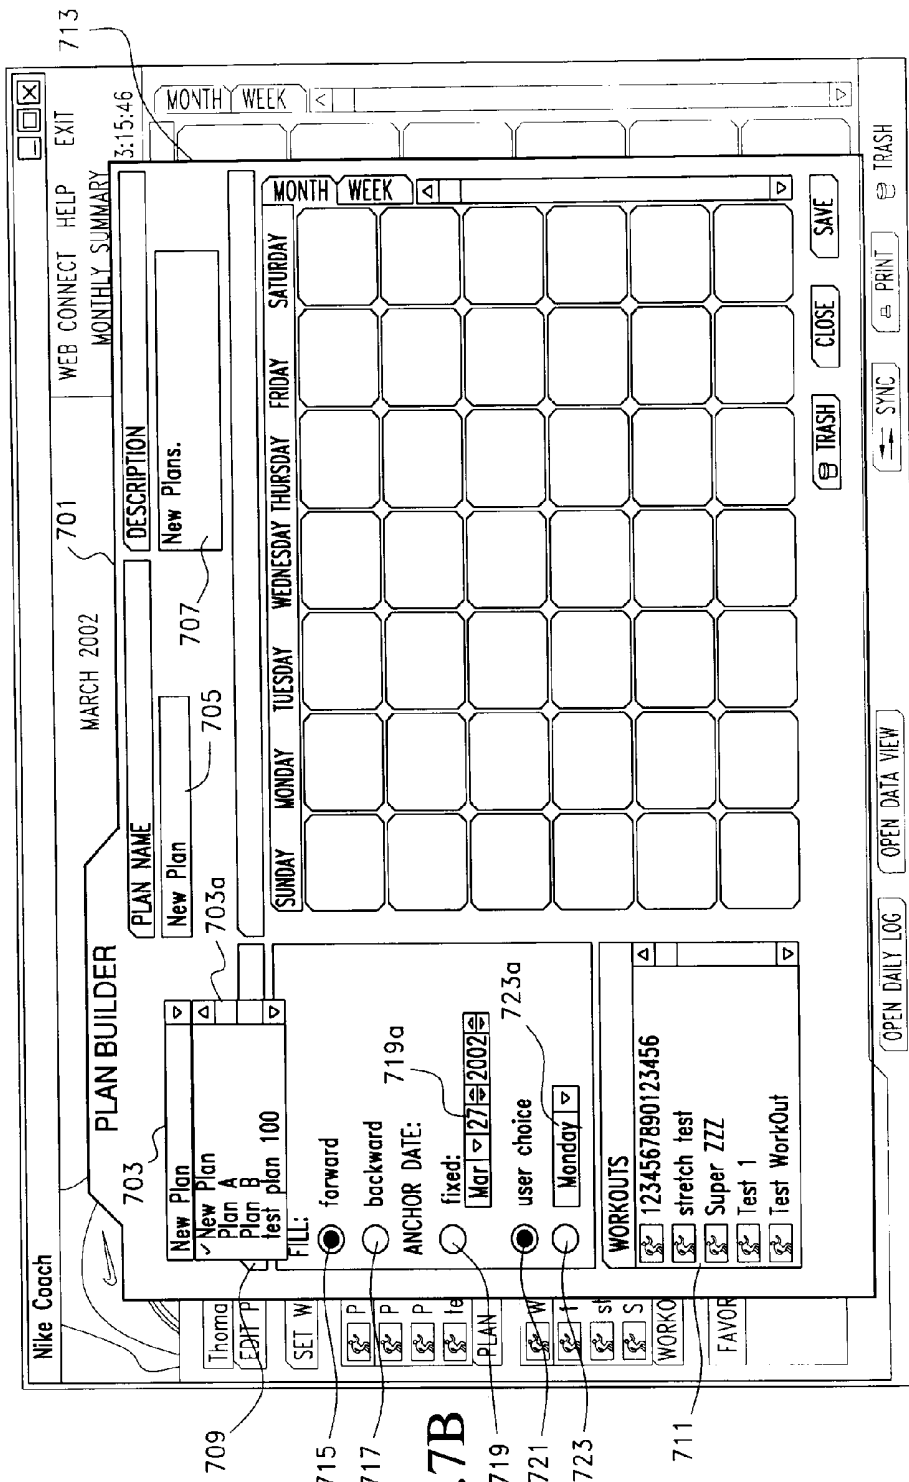 Nike Coach
WEB CONNECT HELP EXIT
MARCH 2002
MONTHLY SUMMARY
3:15:46
701
713
MONTH WEEK
PLAN BUILDER
703
PLAN NAME
DESCRIPTION
New Plan
New Plan
New Plans.
✓New Plan
Plan A
Plan B
test plan 100
703a
705
707
709
FILL:
forward
backward
ANCHOR DATE:
fixed:
Mar 27 2002
719a
user choice
Monday
723a
715
717
719
721
723
711
.7B
SUNDAY MONDAY TUESDAY WEDNESDAY THURSDAY FRIDAY SATURDAY
MONTH WEEK
WORKOUTS
12345678901234567890123456
stretch test
Super ZZZ
Test 1
Test WorkOut
TRASH CLOSE SAVE
Thoma
EDIT P
SET W
P
P
P
te
PLAN
W
st
S
WORKO
FAVOR
OPEN DAILY LOG OPEN DATA VIEW SYNC PRINT TRASH